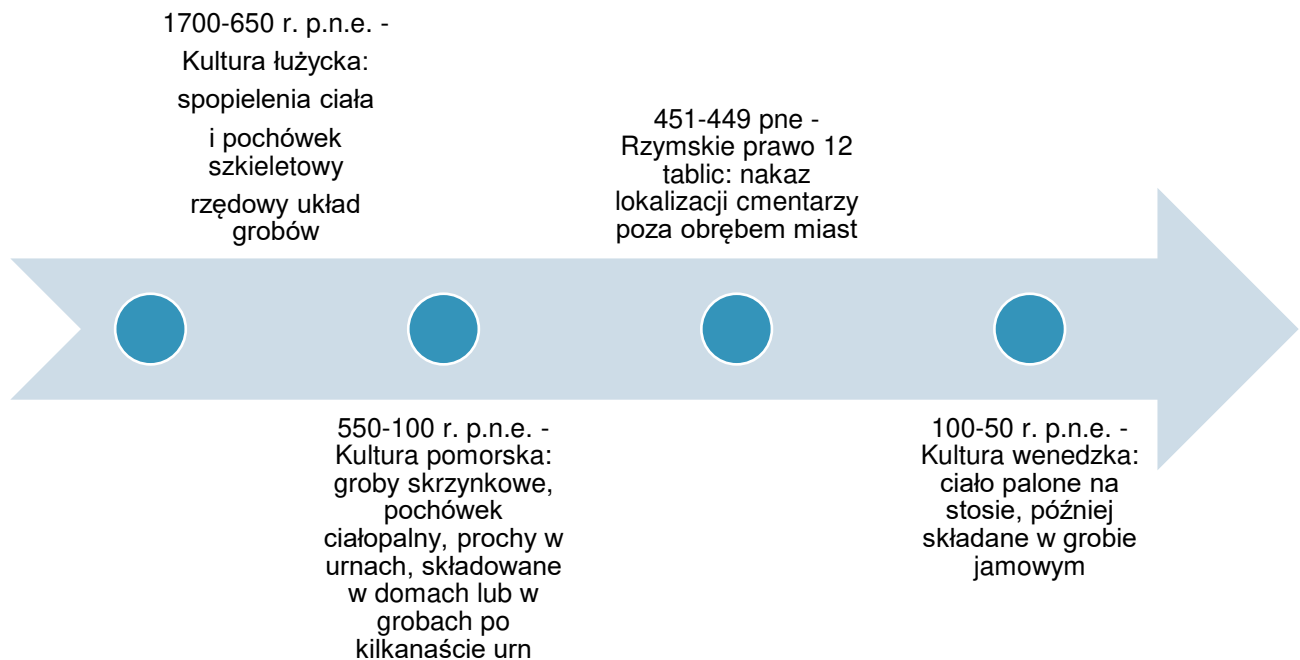 1700-650 r. p.n.e. -
Kultura łużycka:
spopielenia ciała
i pochówek
szkieletowy
rzędowy układ
grobów
550-100 r. p.n.e. -
Kultura pomorska:
groby skrzynkowe,
pochówek
ciałopalny, prochy w
urnach, składowane
w domach lub w
grobach po
kilkanaście urn
451-449 pne -
Rzymskie prawo 12
tablic: nakaz
lokalizacji cmentarzy
poza obrębem miast
100-50 r. p.n.e. -
Kultura wenedzka:
ciało palone na
stosie, później
składane w grobie
jamowym